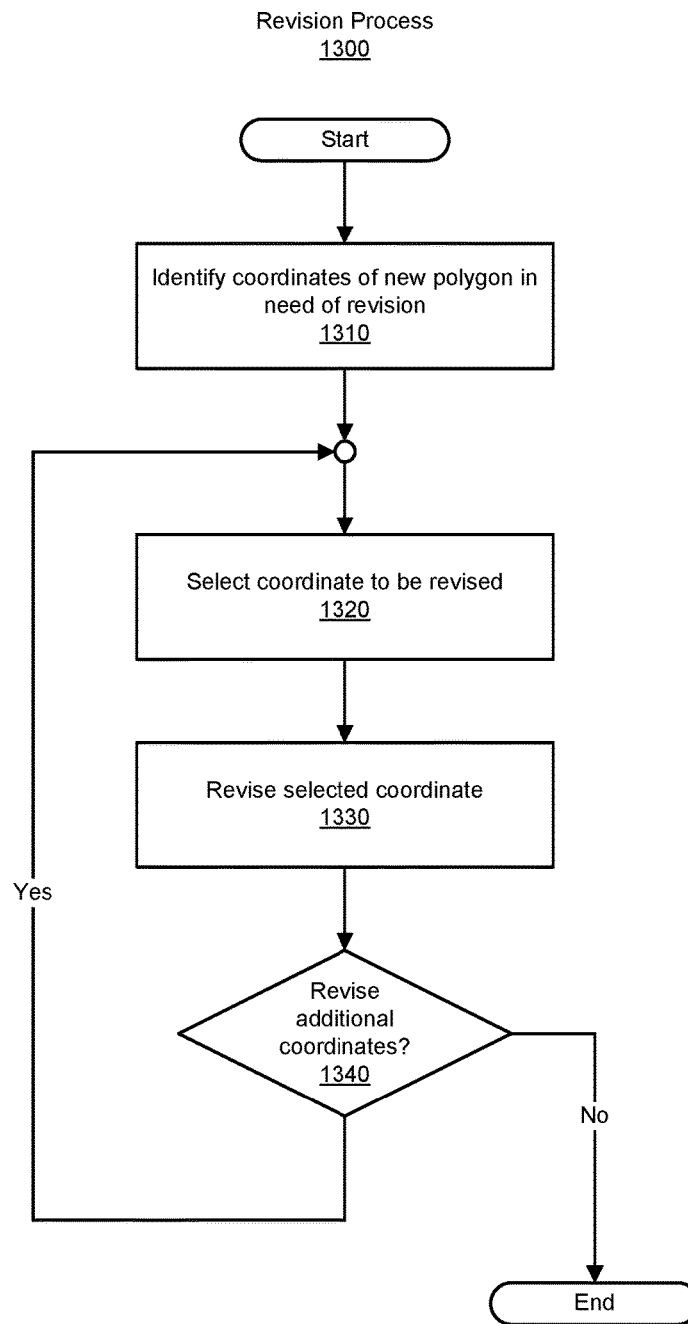 Revision Process
1300
Start
Identify coordinates of new polygon in
need of revision
1310
Select coordinate to be revised
1320
Revise selected coordinate
1330
Yes
Revise
additional
coordinates?
1340
No
End